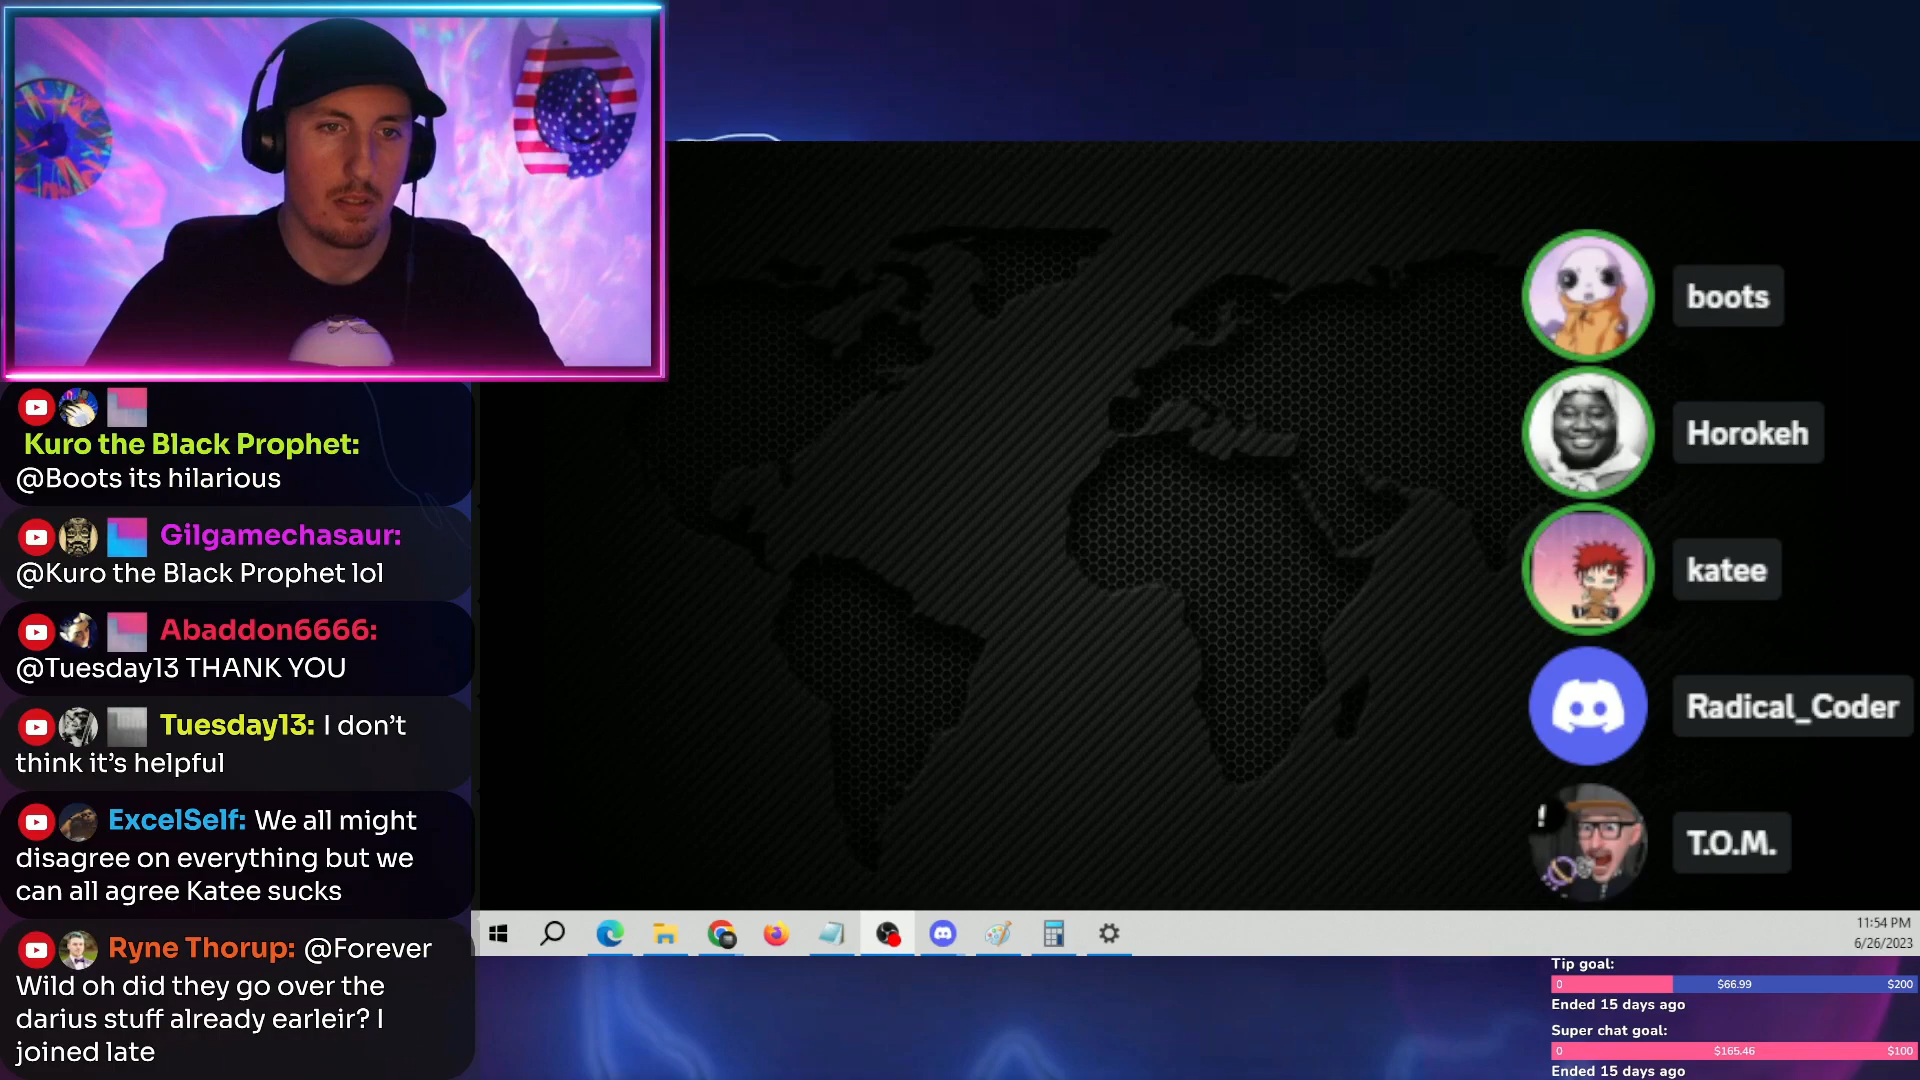 Kuro the Black Prophet:
@Boots its hilarious
Gilgamechasaur:
@Kuro the Black Prophet lol
Abaddon6666:
@Tuesday13 THANK YOU
Tuesday13: I don’t
think it’s helpful
ExcelSelf: We all might
disagree on everything but we
can all agree Katee sucks
Ryne Thorup: @Forever
Wild oh did they go over the
darius stuff already earleir? I
joined late
boots
Horokeh
katee
Radical_Coder
!
T.O.M.
11:54 PM
6/26/2023
Tip goal:
0 $66.99 $200
Ended 15 days ago
Super chat goal:
0 $165.46 $100
Ended 15 days ago